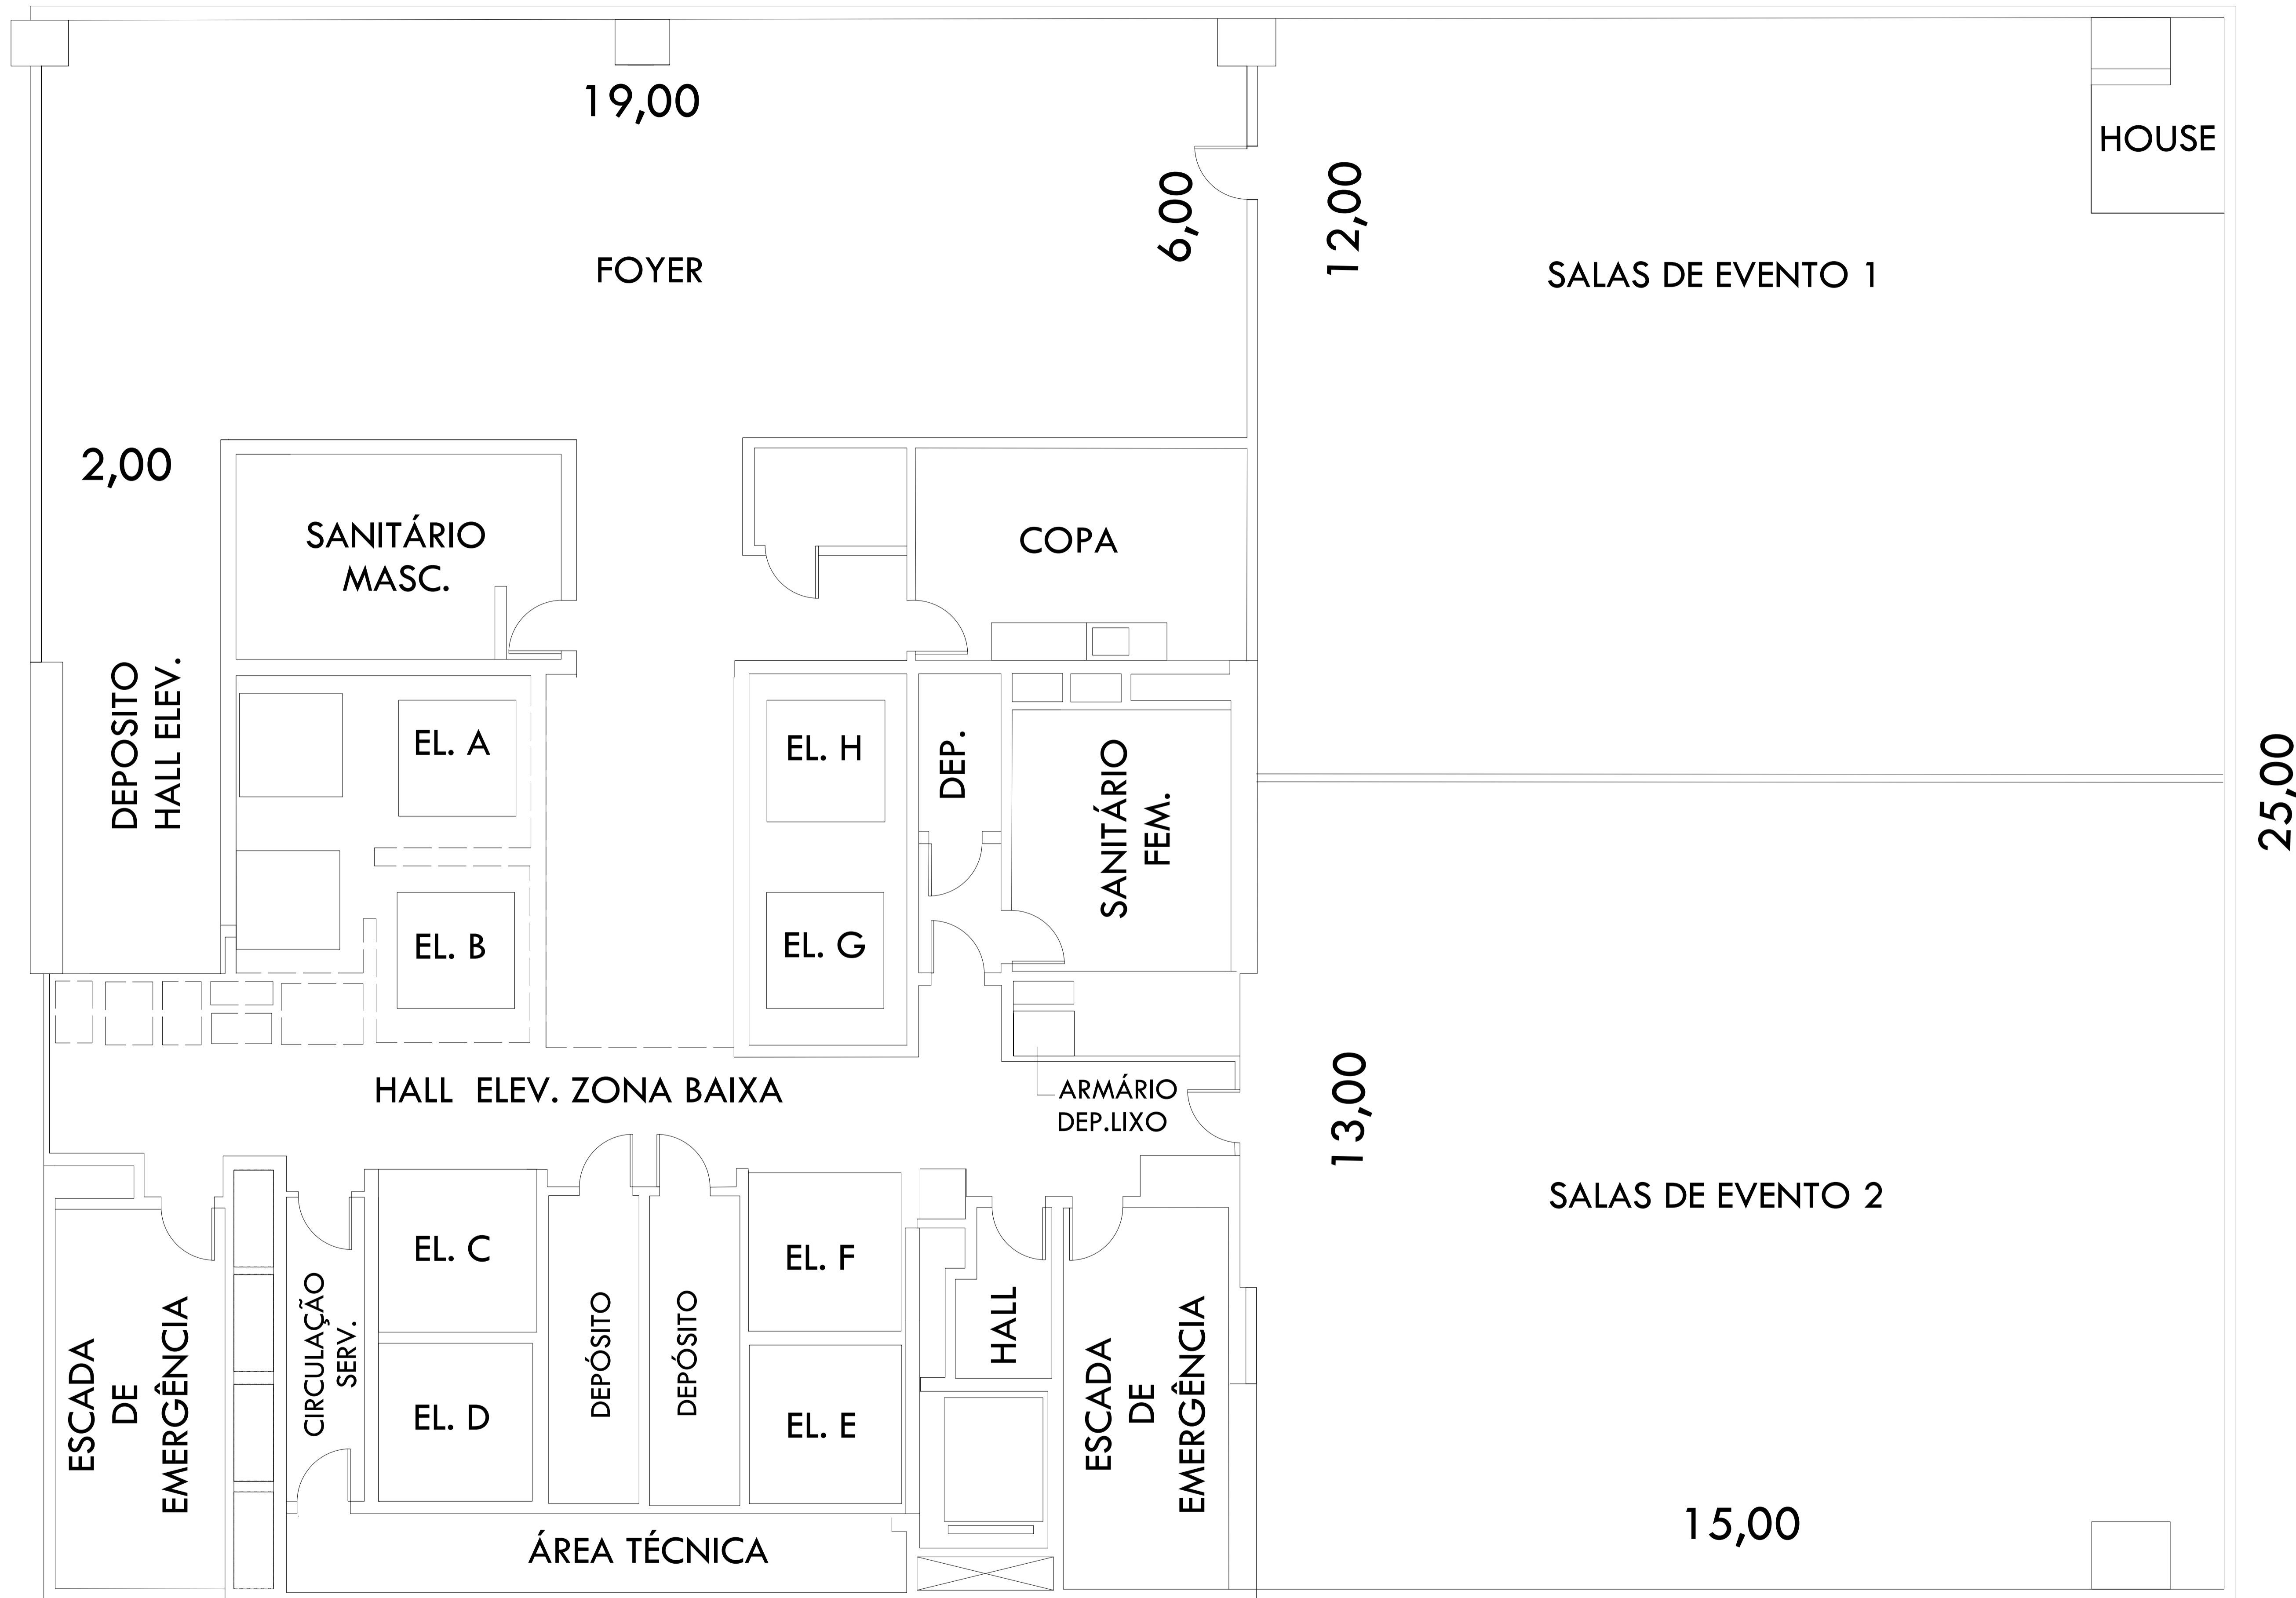 19,00
HOUSE
6,00
12,00
FOYER
SALAS DE EVENTO 1
2,00
SANITÁRIO
MASC.
COPA
DEPOSITO
HALL ELEV.
EL. A
EL. H
DEP.
SANITÁRIO
FEM.
25,00
EL. B
EL. G
HALL ELEV. ZONA BAIXA
ARMÁRIO
DEP.LIXO
13,00
SALAS DE EVENTO 2
EL. C
EL. F
ESCADA
DE
EMERGÊNCIA
CIRCULAÇÃO
SERV.
DEPÓSITO
DEPÓSITO
HALL
ESCADA
DE
EMERGÊNCIA
EL. D
EL. E
15,00
ÁREA TÉCNICA